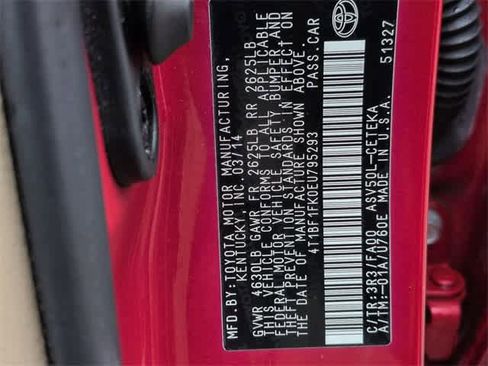 MFD. BY: TOYOTA MOTOR MANUFACTURING,
KENTUCKY, INC. 03/14
GVWR 4630LB GAWR FR 2625LB RR 2625LB
THIS VEHICLE CONFORMS TO ALL APPLICABLE
FEDERAL MOTOR VEHICLE SAFETY, BUMPER, AND
THEFT PREVENTION STANDARDS IN EFFECT ON
THE DATE OF MANUFACTURE SHOWN ABOVE.
4T1BF1FK0EU795293 PASS.CAR
C/TR:3R3/FA00 ASV50L-CETEKA
A/TM:-01A/U760E MADE IN U.S.A.
51327